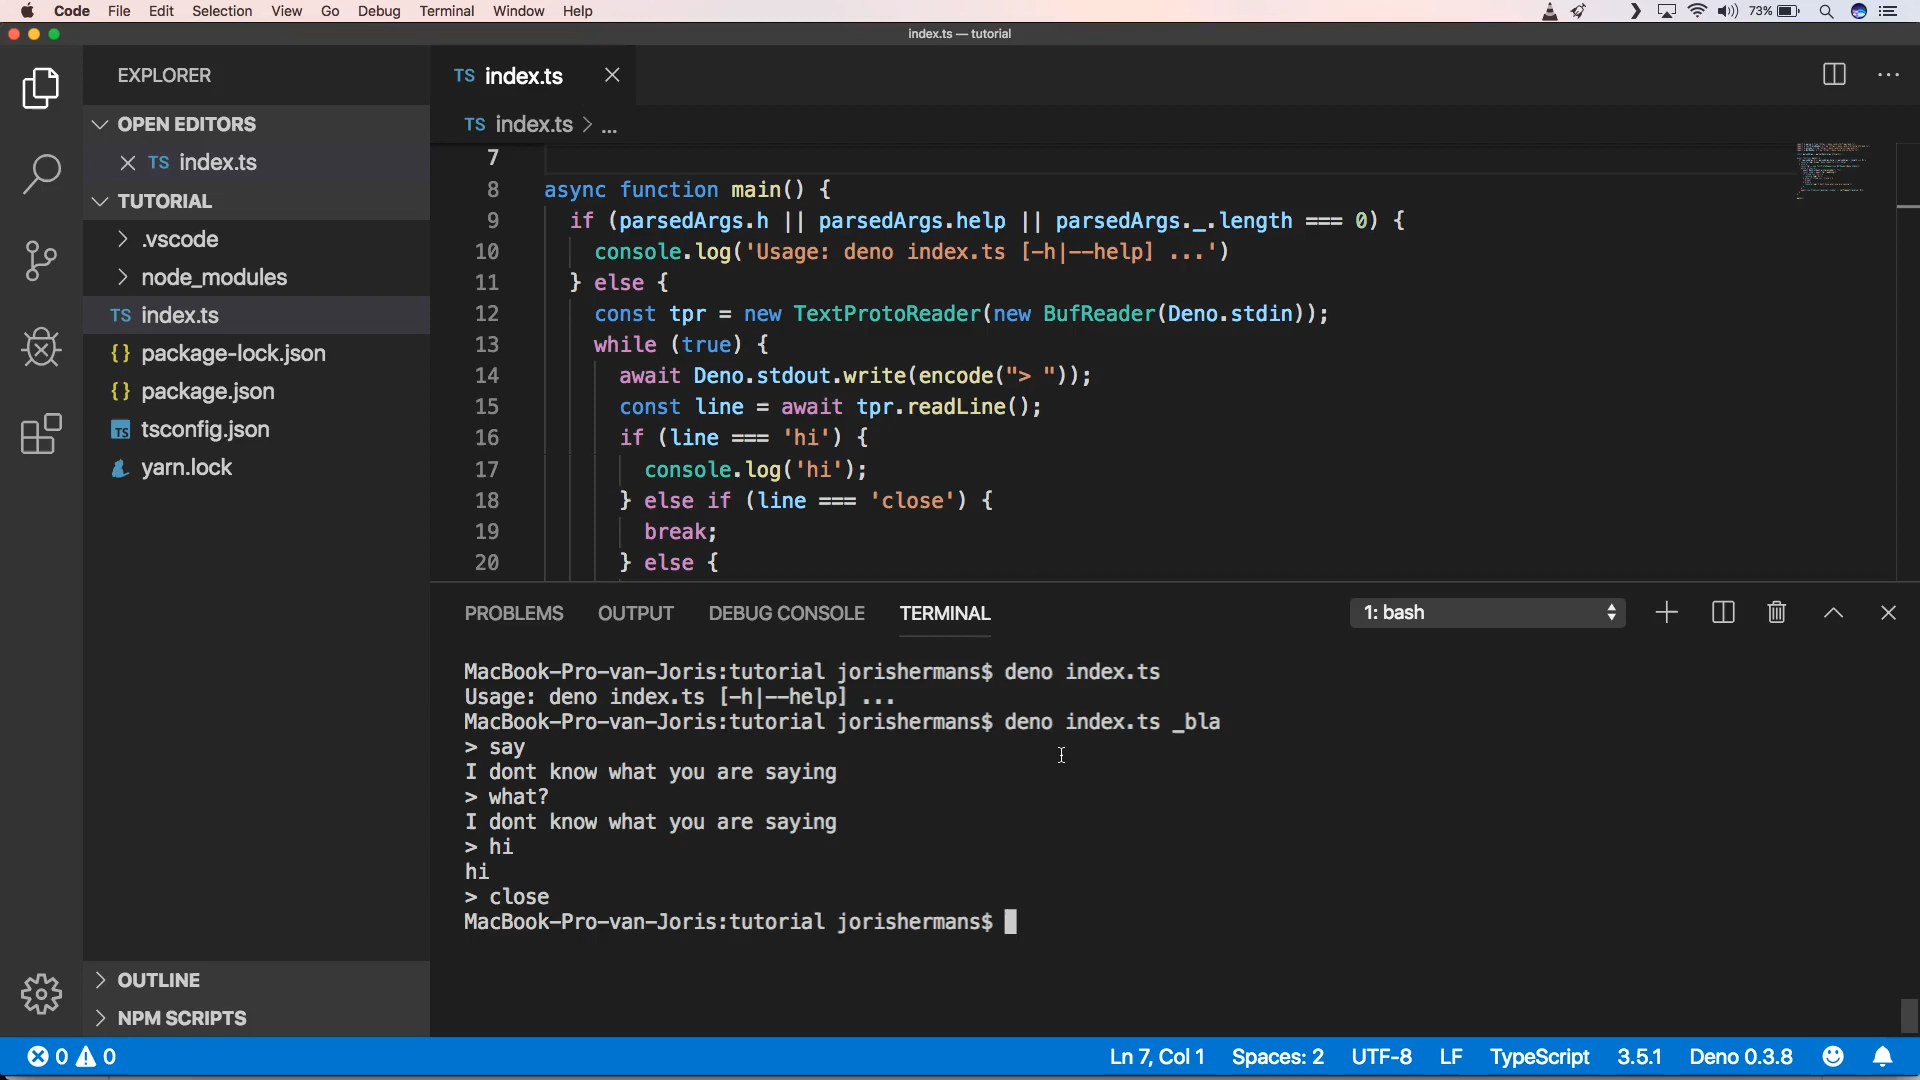 Code File Edit Selection View Go Debug Terminal Window Help 73%
index.ts — tutorial
EXPLORER
OPEN EDITORS
TS index.ts
TUTORIAL
.vscode
node_modules
TS index.ts
{} package-lock.json
{} package.json
TS tsconfig.json
yarn.lock
OUTLINE
NPM SCRIPTS
TS index.ts
TS index.ts > ...
7
8 async function main() {
9 if (parsedArgs.h || parsedArgs.help || parsedArgs._.length === 0) {
10 console.log('Usage: deno index.ts [-h|--help] ...')
11 } else {
12 const tpr = new TextProtoReader(new BufReader(Deno.stdin));
13 while (true) {
14 await Deno.stdout.write(encode("> "));
15 const line = await tpr.readLine();
16 if (line === 'hi') {
17 console.log('hi');
18 } else if (line === 'close') {
19 break;
20 } else {
PROBLEMS OUTPUT DEBUG CONSOLE TERMINAL 1: bash
MacBook-Pro-van-Joris:tutorial jorishermans$ deno index.ts
Usage: deno index.ts [-h|--help] ...
MacBook-Pro-van-Joris:tutorial jorishermans$ deno index.ts _bla
> say
I dont know what you are saying
> what?
I dont know what you are saying
> hi
hi
> close
MacBook-Pro-van-Joris:tutorial jorishermans$
0 0 Ln 7, Col 1 Spaces: 2 UTF-8 LF TypeScript 3.5.1 Deno 0.3.8